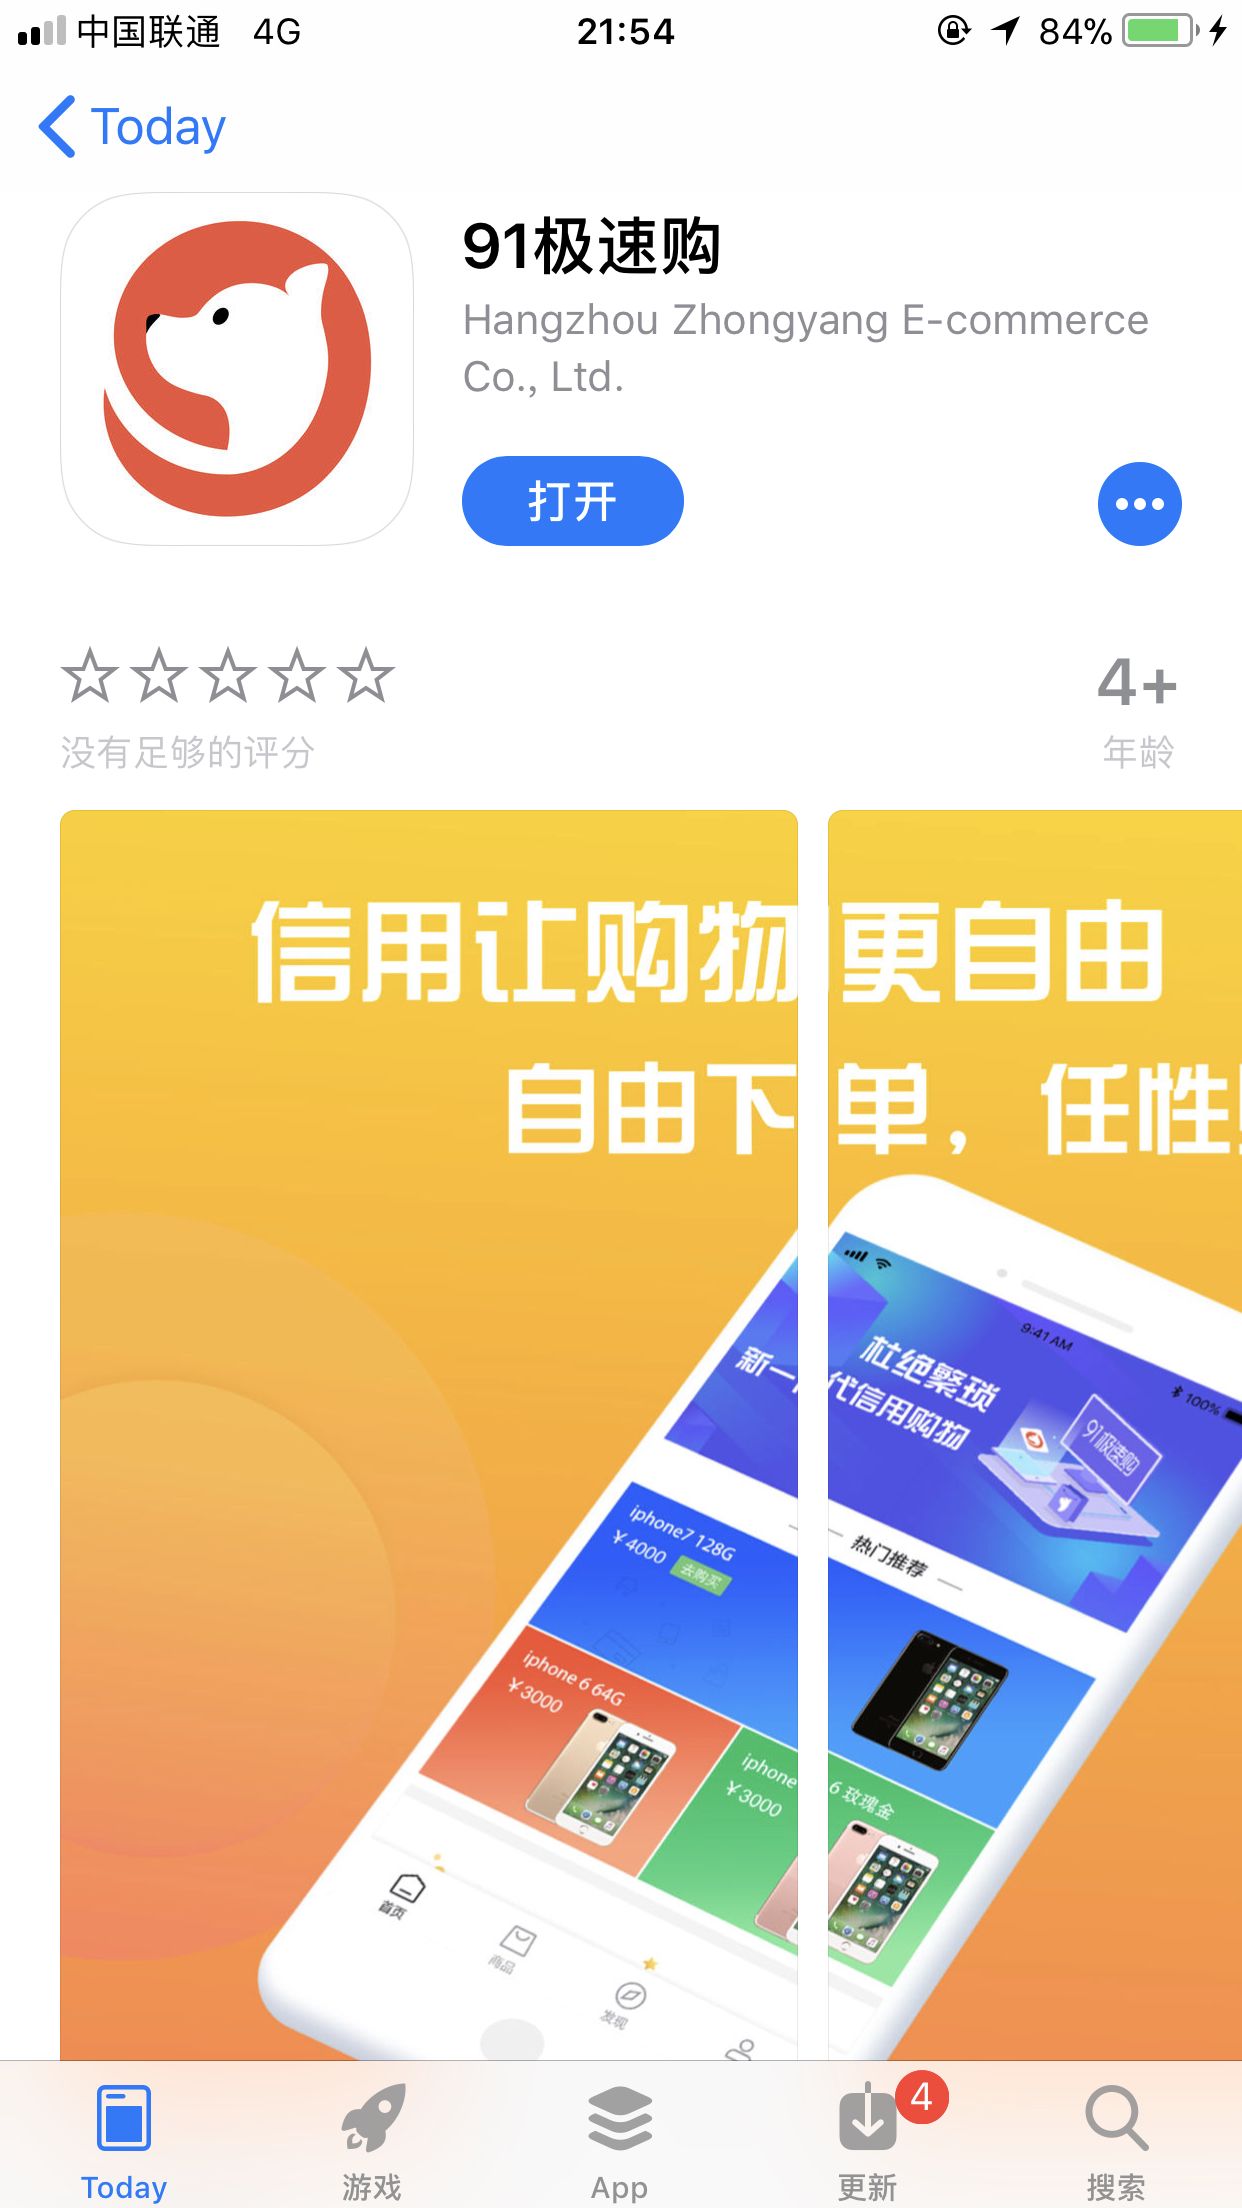 中国联通 4G 21:54 84%
Today
91极速购
Hangzhou Zhongyang E-commerce
Co., Ltd.
打开
没有足够的评分
4+
年龄
信用让购物更自由
自由下单，任性
9:41 AM
100%
杜绝繁琐
新一代信用购物
91极速购
热门推荐
iphone7 128G
¥4000
去购买
iphone 6 64G
¥3000
iphone 6 玫瑰金
¥3000
首页
商品
发现
Today
游戏
App
更新
4
搜索